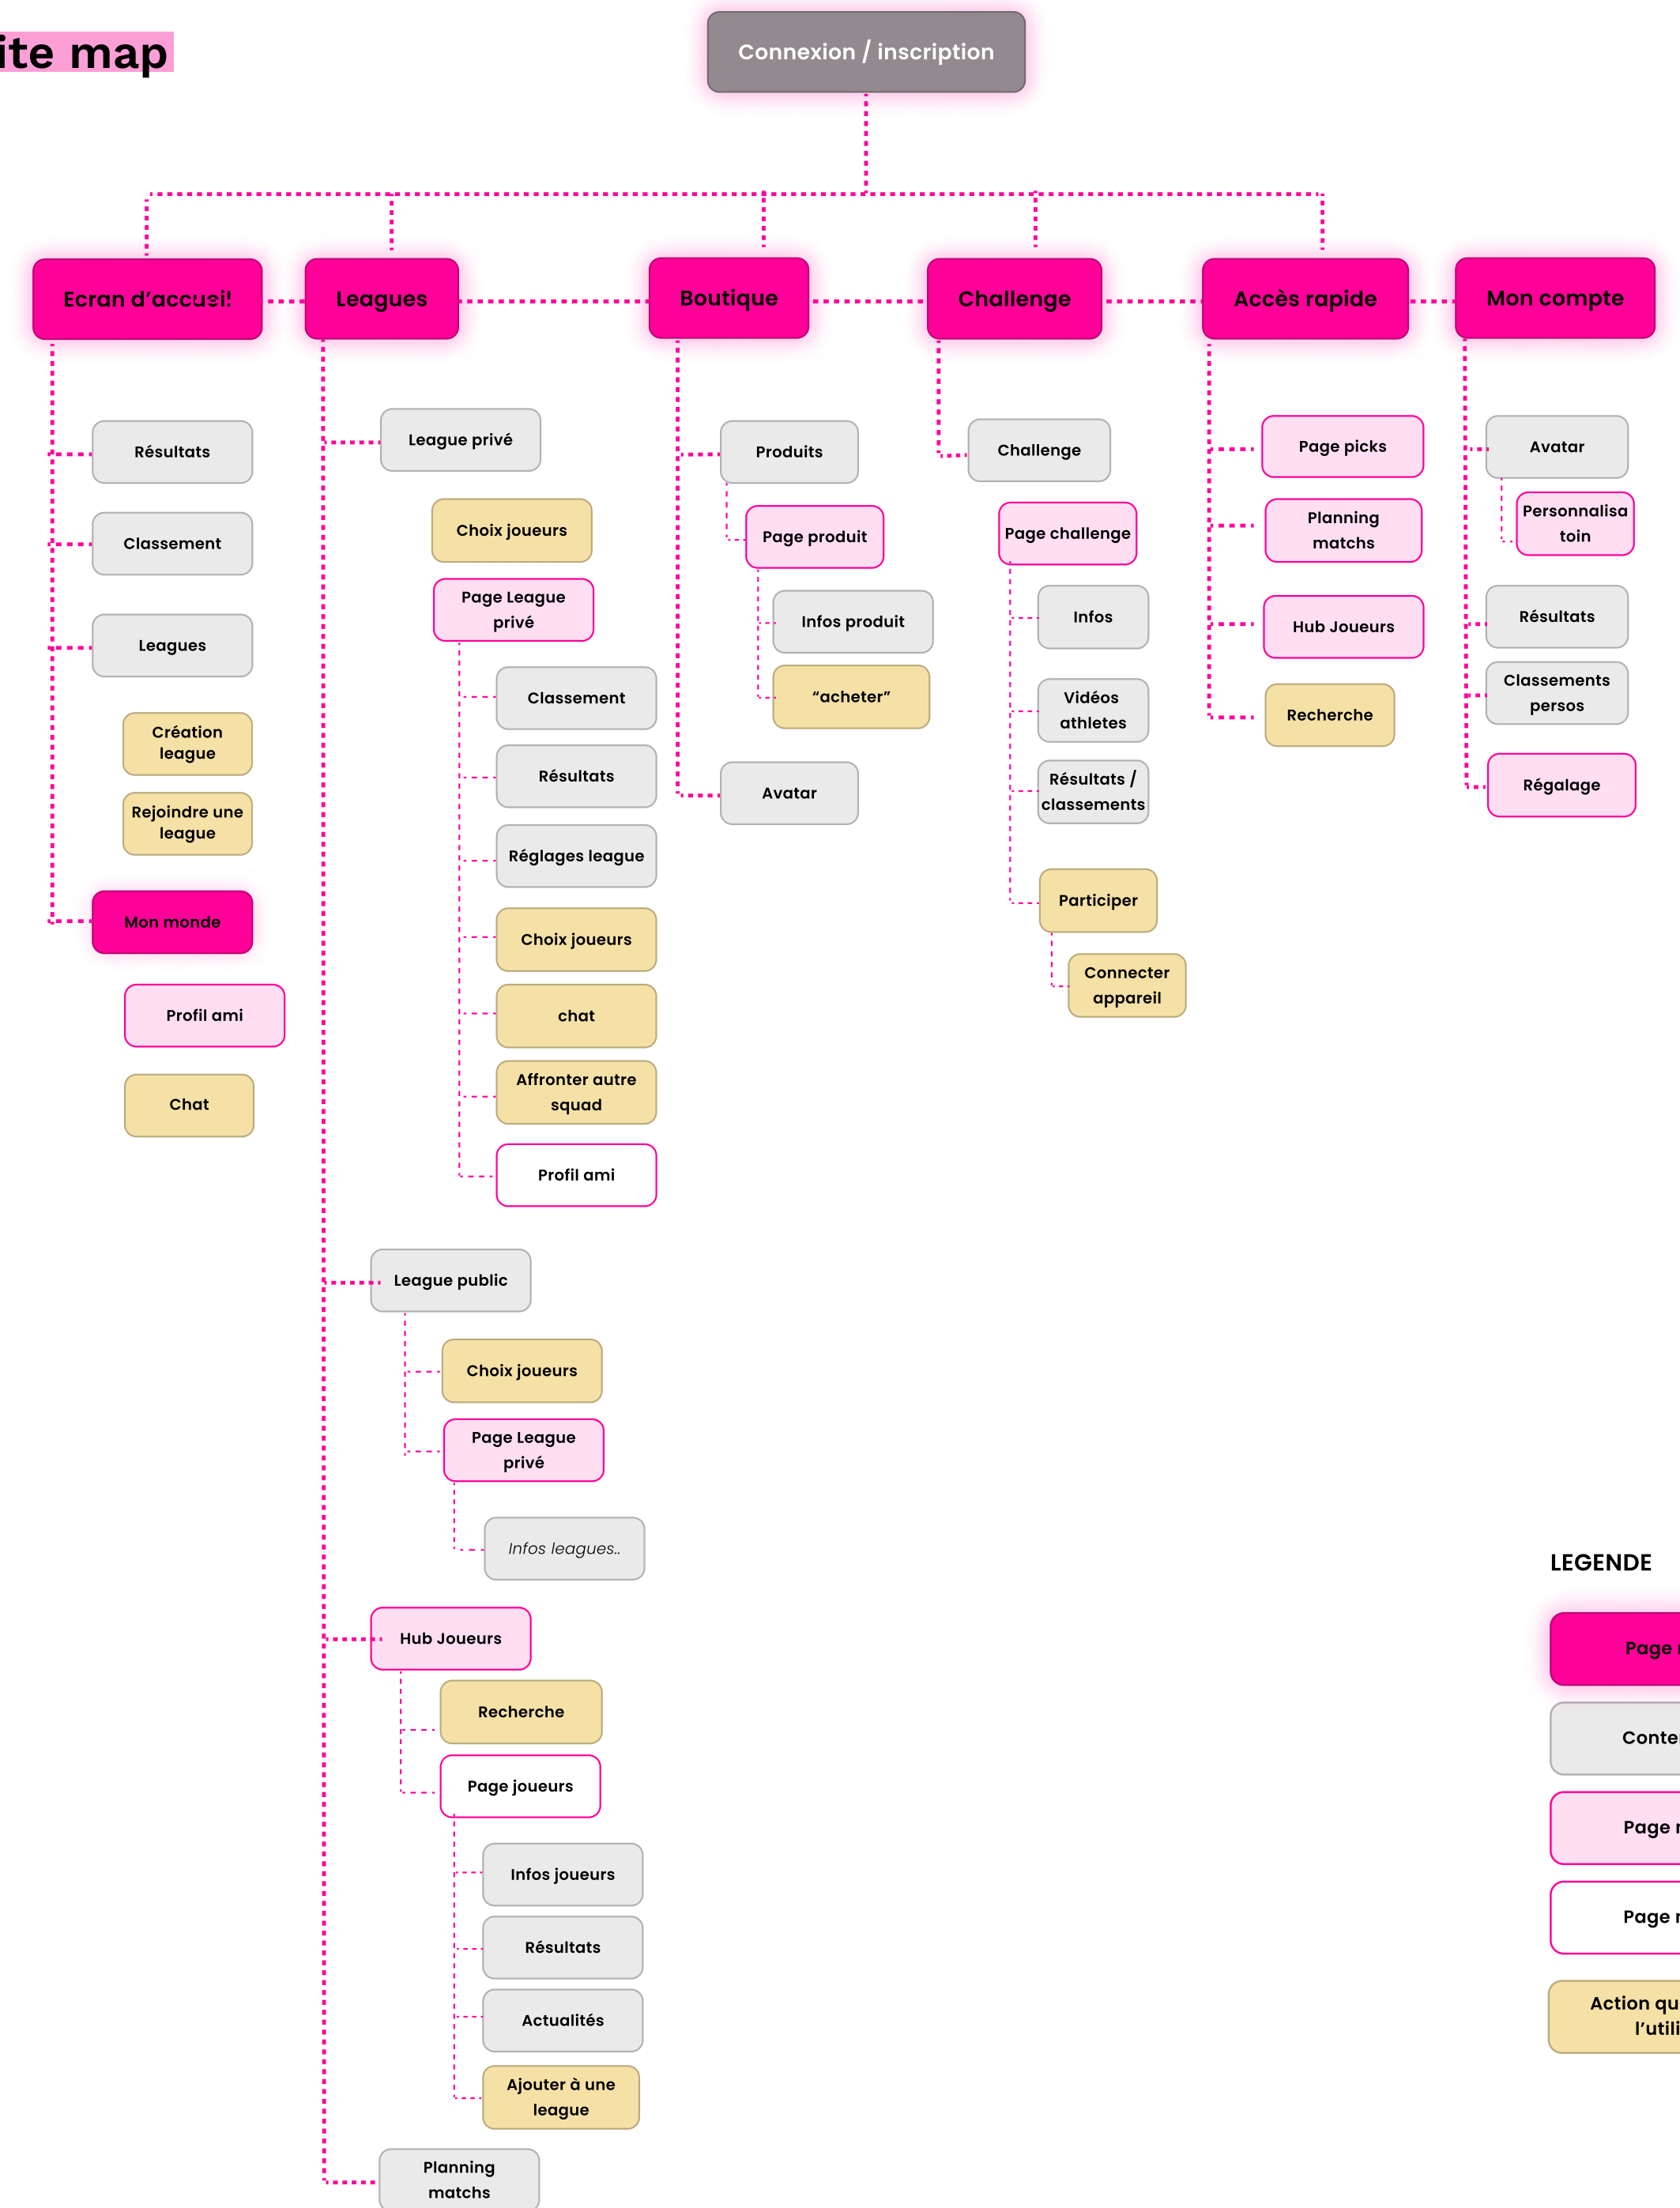 ite map
Connexion / inscription
Ecran d’accueil
Leagues
Boutique
Challenge
Accès rapide
Mon compte
Résultats
Classement
Leagues
Création
league
Rejoindre une
league
Mon monde
Profil ami
Chat
League privé
Choix joueurs
Page League
privé
Classement
Résultats
Réglages league
Choix joueurs
chat
Affronter autre
squad
Profil ami
League public
Choix joueurs
Page League
privé
Infos leagues..
Hub Joueurs
Recherche
Page joueurs
Infos joueurs
Résultats
Actualités
Ajouter à une
league
Planning
matchs
Produits
Page produit
Infos produit
“acheter”
Avatar
Challenge
Page challenge
Infos
Vidéos
athletes
Résultats /
classements
Participer
Connecter
appareil
Page picks
Planning
matchs
Hub Joueurs
Recherche
Avatar
Personnalisa
toin
Résultats
Classements
persos
Régalage
LEGENDE
Page
Conte
Page
Page
Action qu
l’utili